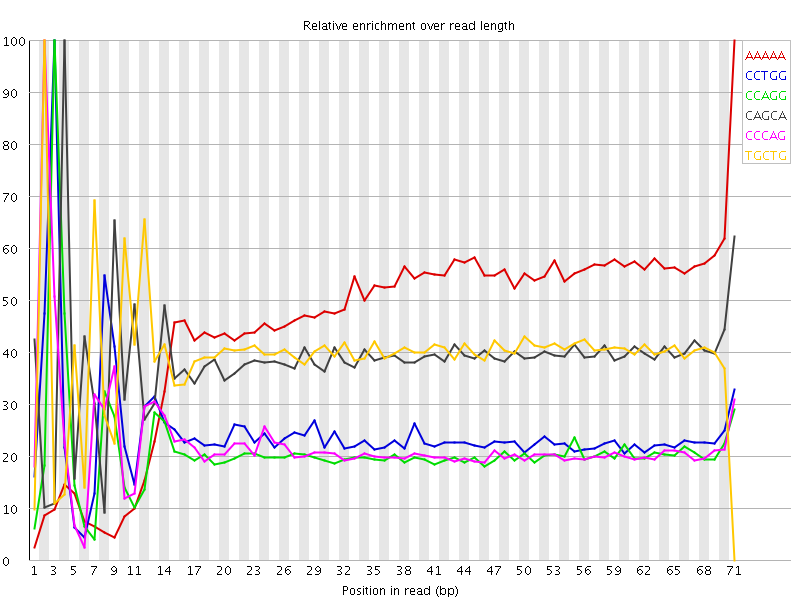 Relative enrichment over read length
100
90
80
70
60
50
40
30
20
10
0
AAAAA
CCTGG
CCAGG
CAGCA
CCCAG
TGCTG
1 3 5 7 9 11 14 17 20 23 26 29 32 35 38 41 44 47 50 53 56 59 62 65 68 71
Position in read (bp)